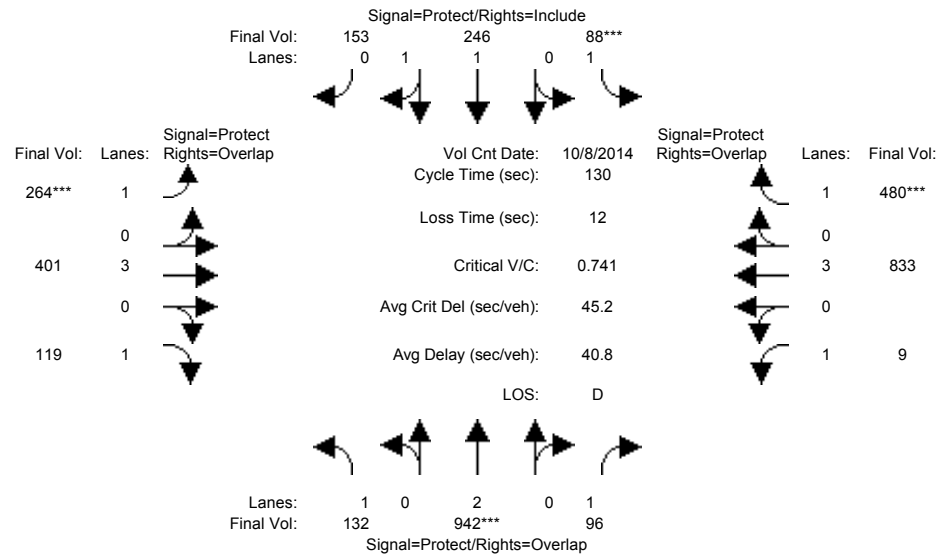 Signal=Protect/Rights=Include
Final Vol: 153 246 88***
Lanes: 0 1 1 0 1
Signal=Protect
Final Vol: Lanes: Rights=Overlap
Vol Cnt Date: 10/8/2014
Signal=Protect
Rights=Overlap Lanes: Final Vol:
Cycle Time (sec): 130
264*** 1 1 480***
Loss Time (sec): 12
0 0
401 3 Critical V/C: 0.741 3 833
0 Avg Crit Del (sec/veh): 45.2 0
119 1 Avg Delay (sec/veh): 40.8 1 9
LOS: D
Lanes: 1 0 2 0 1
Final Vol: 132 942*** 96
Signal=Protect/Rights=Overlap